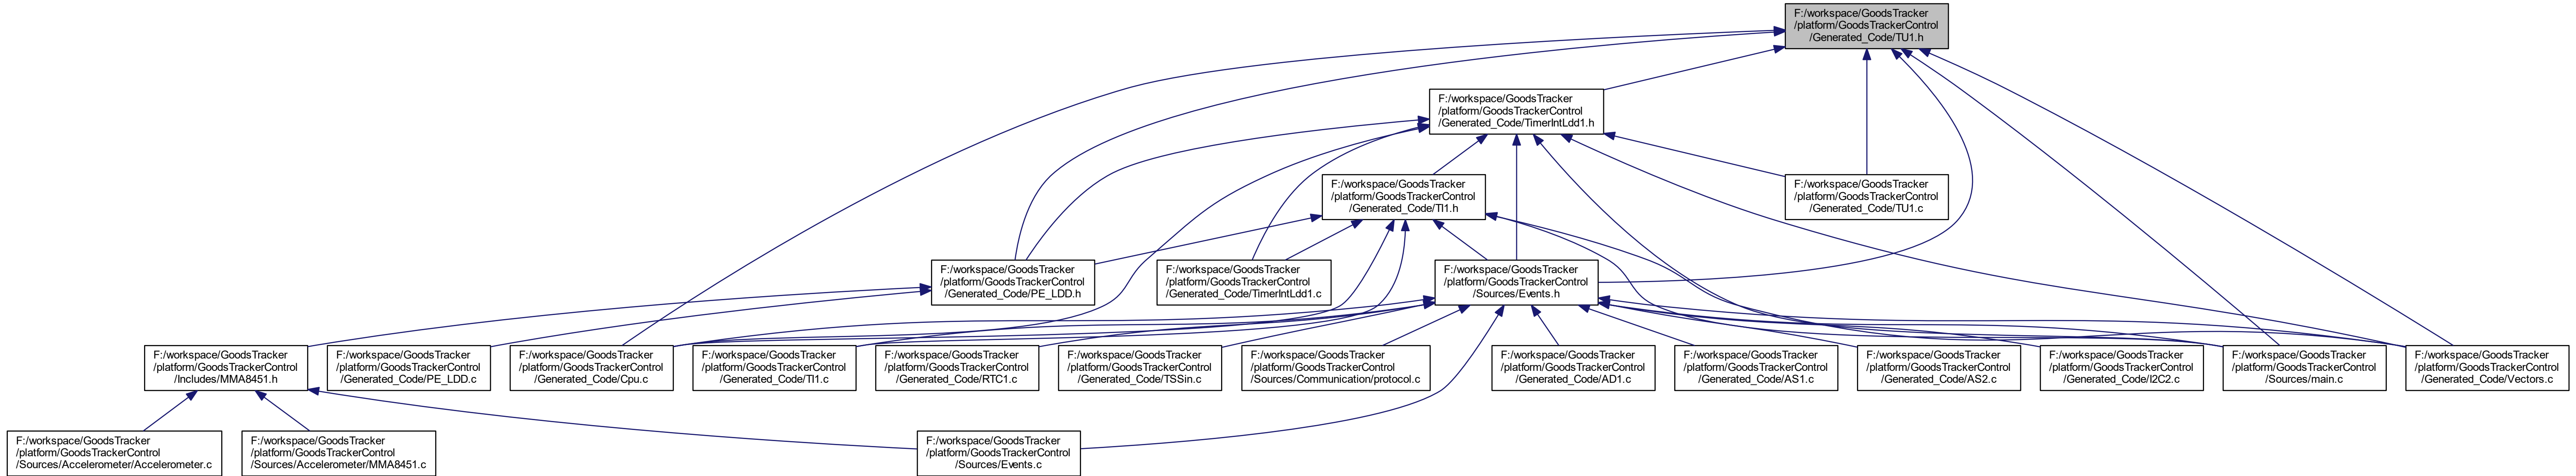 F:/workspace/GoodsTracker
/platform/GoodsTrackerControl
/Generated_Code/TU1.h
F:/workspace/GoodsTracker
/platform/GoodsTrackerControl
/Generated_Code/TimerIntLdd1.h
F:/workspace/GoodsTracker
/platform/GoodsTrackerControl
/Generated_Code/TI1.h
F:/workspace/GoodsTracker
/platform/GoodsTrackerControl
/Generated_Code/TU1.c
F:/workspace/GoodsTracker
/platform/GoodsTrackerControl
/Generated_Code/PE_LDD.h
F:/workspace/GoodsTracker
/platform/GoodsTrackerControl
/Generated_Code/TimerIntLdd1.c
F:/workspace/GoodsTracker
/platform/GoodsTrackerControl
/Sources/Events.h
F:/workspace/GoodsTracker
/platform/GoodsTrackerControl
/Includes/MMA8451.h
F:/workspace/GoodsTracker
/platform/GoodsTrackerControl
/Generated_Code/PE_LDD.c
F:/workspace/GoodsTracker
/platform/GoodsTrackerControl
/Generated_Code/Cpu.c
F:/workspace/GoodsTracker
/platform/GoodsTrackerControl
/Generated_Code/TI1.c
F:/workspace/GoodsTracker
/platform/GoodsTrackerControl
/Generated_Code/RTC1.c
F:/workspace/GoodsTracker
/platform/GoodsTrackerControl
/Generated_Code/TSSin.c
F:/workspace/GoodsTracker
/platform/GoodsTrackerControl
/Sources/Communication/protocol.c
F:/workspace/GoodsTracker
/platform/GoodsTrackerControl
/Generated_Code/AD1.c
F:/workspace/GoodsTracker
/platform/GoodsTrackerControl
/Generated_Code/AS1.c
F:/workspace/GoodsTracker
/platform/GoodsTrackerControl
/Generated_Code/AS2.c
F:/workspace/GoodsTracker
/platform/GoodsTrackerControl
/Generated_Code/I2C2.c
F:/workspace/GoodsTracker
/platform/GoodsTrackerControl
/Sources/main.c
F:/workspace/GoodsTracker
/platform/GoodsTrackerControl
/Generated_Code/Vectors.c
F:/workspace/GoodsTracker
/platform/GoodsTrackerControl
/Sources/Accelerometer/Accelerometer.c
F:/workspace/GoodsTracker
/platform/GoodsTrackerControl
/Sources/Accelerometer/MMA8451.c
F:/workspace/GoodsTracker
/platform/GoodsTrackerControl
/Sources/Events.c